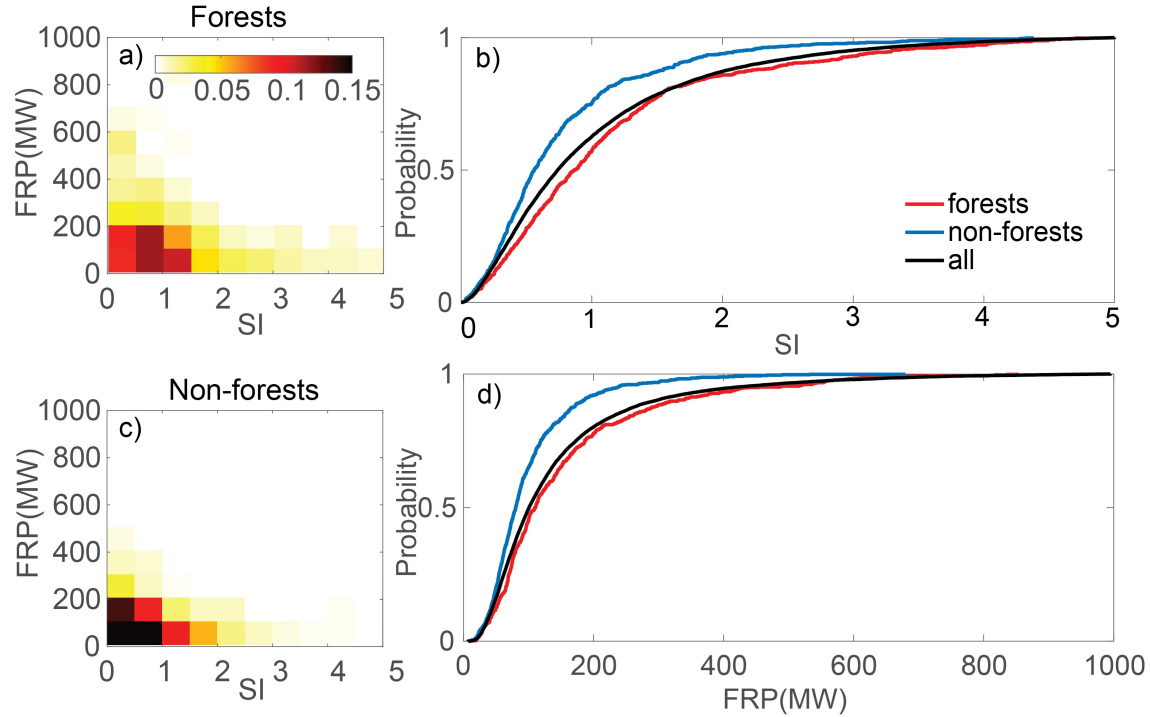 Forests
a)
0 0.05 0.1 0.15
1000
800
600
400
200
0
FRP(MW)
0 1 2 3 4 5
SI
b)
1
0.5
0
Probability
forests
non-forests
all
0 1 2 3 4 5
SI
Non-forests
c)
1000
800
600
400
200
0
FRP(MW)
0 1 2 3 4 5
SI
d)
1
0.5
0
Probability
0 200 400 600 800 1000
FRP(MW)